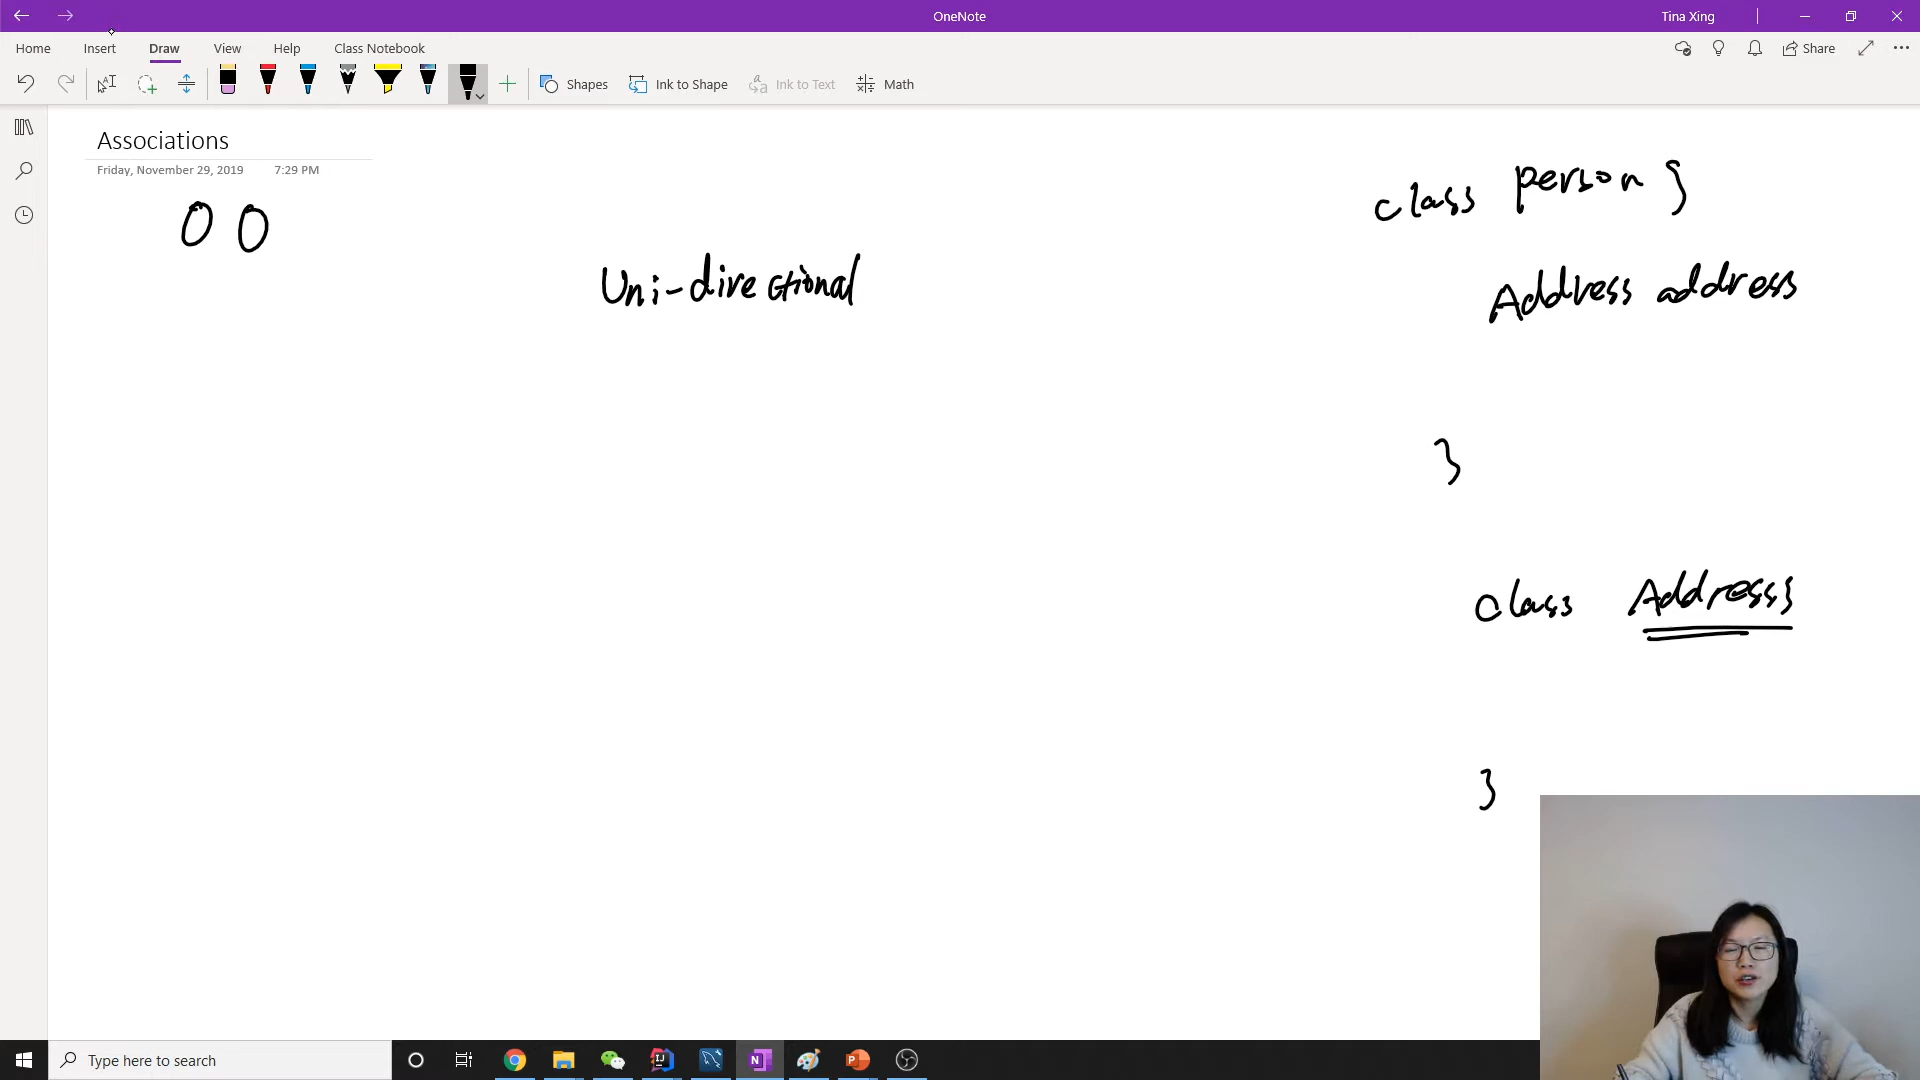 OneNote
Tina Xing
Home Insert Draw View Help Class Notebook
Share
Shapes Ink to Shape Ink to Text Math
Associations
Friday, November 29, 2019 7:29 PM
OO
Uni-directional
class person {
Address address
}
class Address {
}
Type here to search